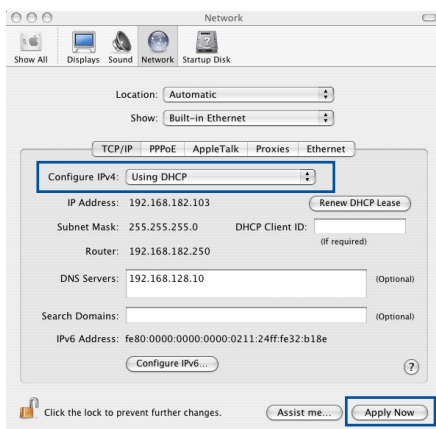 Network
Show All Displays Sound Network Startup Disk
Location: Automatic
Show: Built-in Ethernet
TCP/IP PPPoE AppleTalk Proxies Ethernet
Configure IPv4: Using DHCP
IP Address: 192.168.182.103 Renew DHCP Lease
Subnet Mask: 255.255.255.0 DHCP Client ID:
(If required)
Router: 192.168.182.250
DNS Servers: 192.168.128.10 (Optional)
Search Domains: (Optional)
IPv6 Address: fe80:0000:0000:0000:0211:24ff:fe32:b18e
Configure IPv6... ?
Click the lock to prevent further changes. Assist me... Apply Now